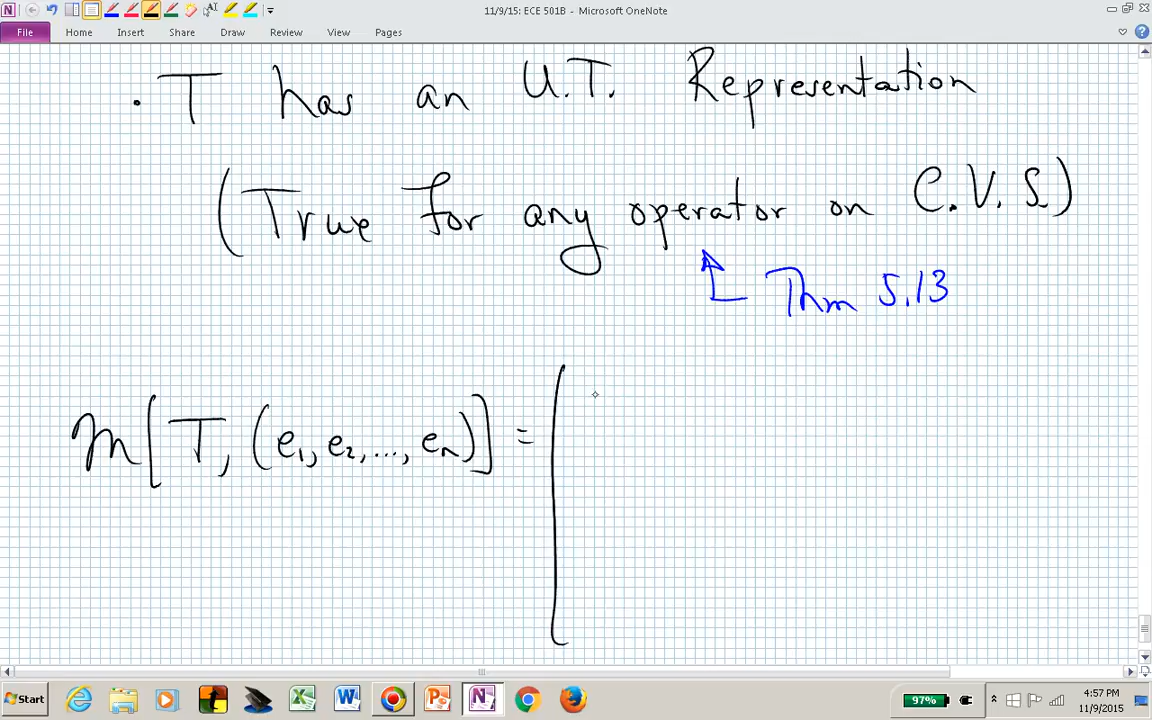 11/9/15: ECE 501B - Microsoft OneNote
File Home Insert Share Draw Review View Pages
· T has an U.T. Representation
(True for any operator on C.V.S.)
Thm 5.13
M[T, (e₁, e₂, ..., eₙ)] = [
Start
97%
4:57 PM
11/9/2015